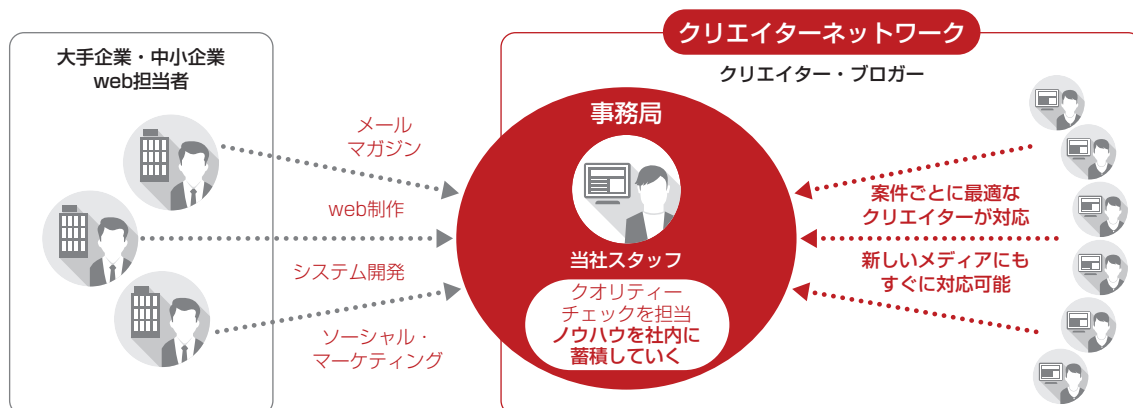 大手企業・中小企業
web担当者
メール
マガジン
web制作
システム開発
ソーシャル・
マーケティング
クリエイターネットワーク
クリエイター・ブロガー
事務局
当社スタッフ
クオリティー
チェックを担当
ノウハウを社内に
蓄積していく
案件ごとに最適な
クリエイターが対応
新しいメディアにも
すぐに対応可能